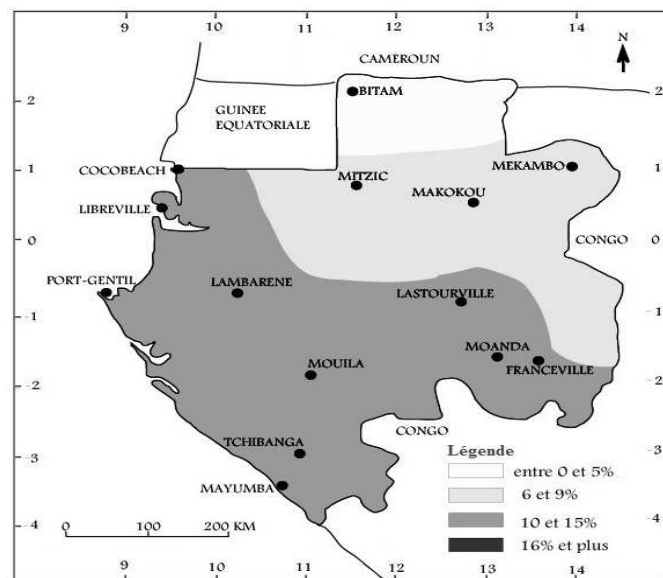 9 10 11 12 13 14
N
CAMEROUN
2 2
BITAM
GUINEE
EQUATORIALE
COCOBEACH
1 1
MEKAMBO
MITZIC
MAKOKOU
LIBREVILLE
0 0
CONGO
PORT-GENTIL
LAMBARENE
LASTOURVILLE
-1 1
MOANDA
MOUILA
FRANCEVILLE
-2 2
CONGO
TCHIBANGA
Légende
-3 -3
entre 0 et 5%
MAYUMBA
6 et 9%
-4 -4
10 et 15%
0 100 200 KM
16% et plus
9 10 11 12 13 14